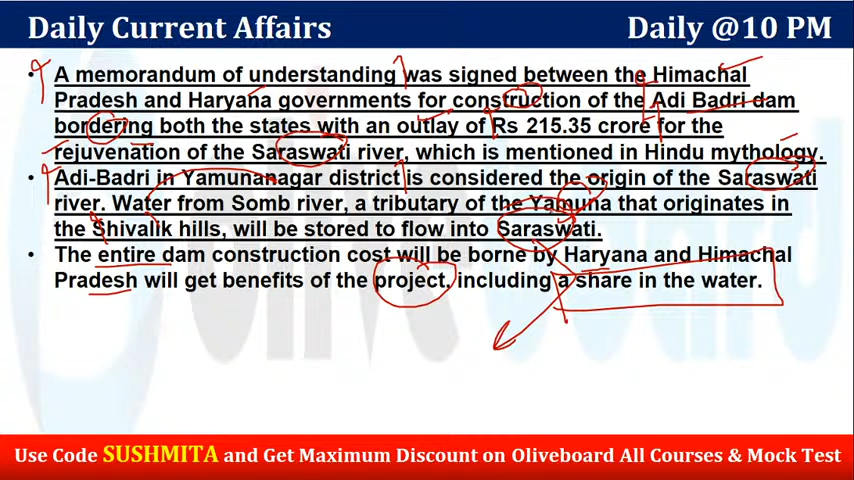 Daily Current Affairs Daily @10 PM
• A memorandum of understanding was signed between the Himachal
Pradesh and Haryana governments for construction of the Adi Badri dam
bordering both the states with an outlay of Rs 215.35 crore for the
rejuvenation of the Saraswati river, which is mentioned in Hindu mythology.
• Adi-Badri in Yamunanagar district is considered the origin of the Saraswati
river. Water from Somb river, a tributary of the Yamuna that originates in
the Shivalik hills, will be stored to flow into Saraswati.
• The entire dam construction cost will be borne by Haryana and Himachal
Pradesh will get benefits of the project, including a share in the water.
oliveboard
Use Code SUSHMITA and Get Maximum Discount on Oliveboard All Courses & Mock Test